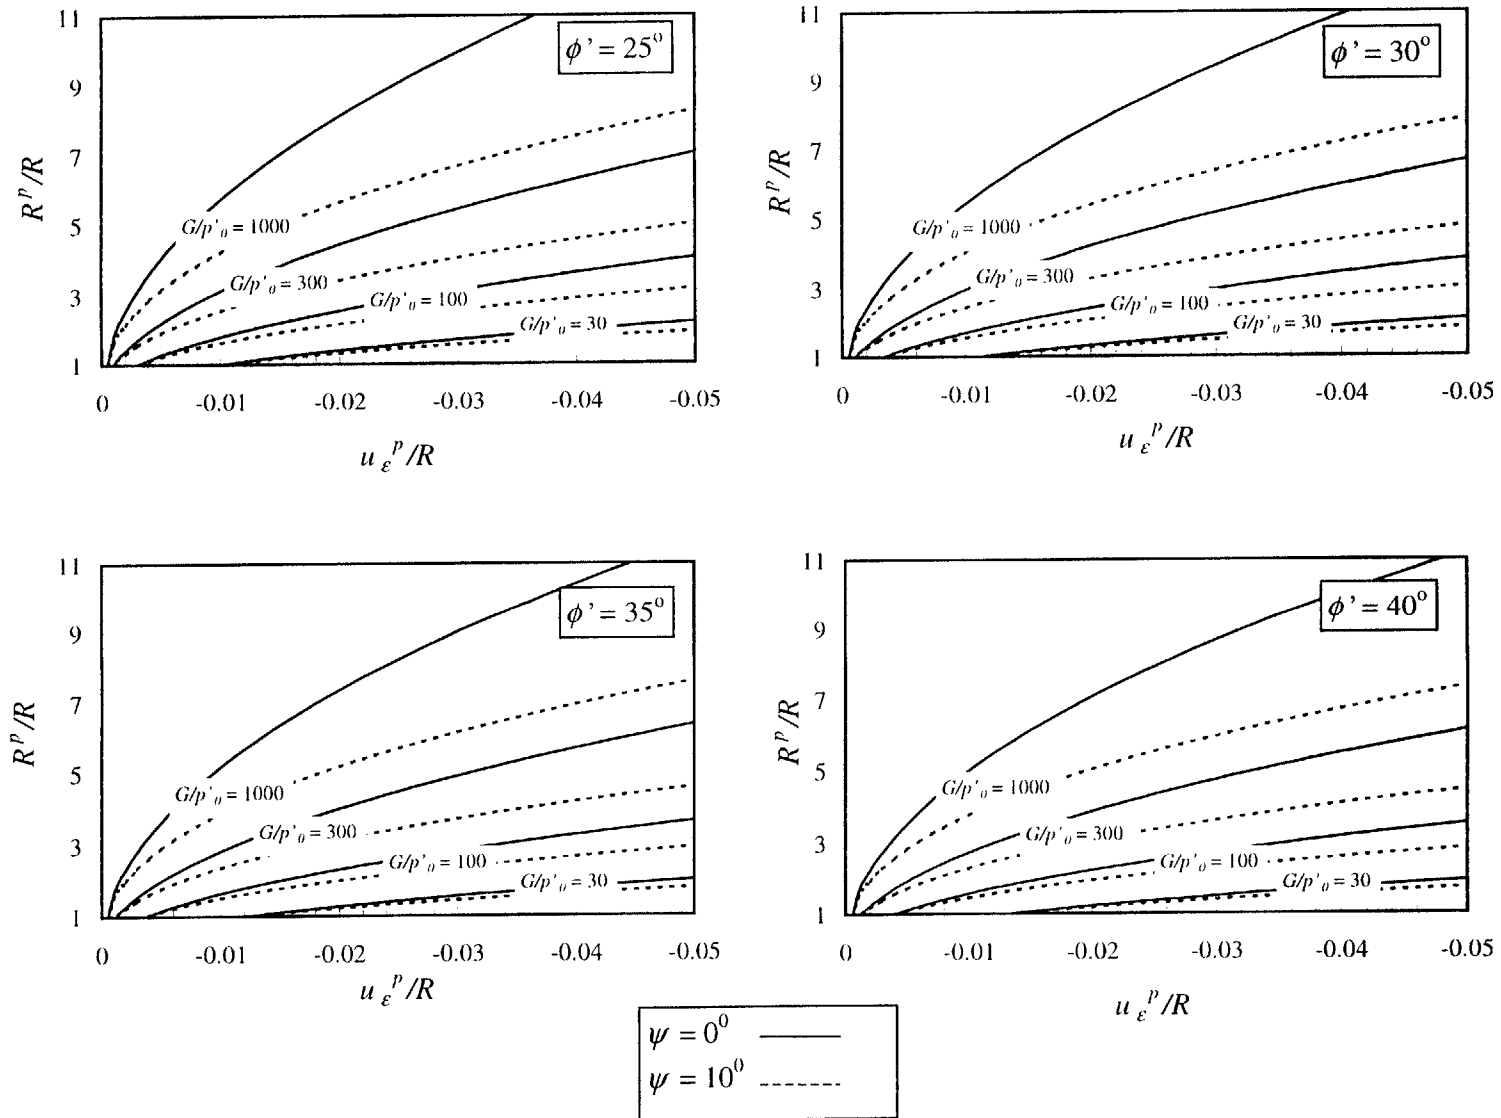 11
9
7
5
3
1
R^p/R
ϕ' = 25°
G/p'₀ = 1000
G/p'₀ = 300
G/p'₀ = 100
G/p'₀ = 30
0 -0.01 -0.02 -0.03 -0.04 -0.05
u_ε^p/R
11
9
7
5
3
1
R^p/R
ϕ' = 30°
G/p'₀ = 1000
G/p'₀ = 300
G/p'₀ = 100
G/p'₀ = 30
0 -0.01 -0.02 -0.03 -0.04 -0.05
u_ε^p/R
11
9
7
5
3
1
R^p/R
ϕ' = 35°
G/p'₀ = 1000
G/p'₀ = 300
G/p'₀ = 100
G/p'₀ = 30
0 -0.01 -0.02 -0.03 -0.04 -0.05
u_ε^p/R
11
9
7
5
3
1
R^p/R
ϕ' = 40°
G/p'₀ = 1000
G/p'₀ = 300
G/p'₀ = 100
G/p'₀ = 30
0 -0.01 -0.02 -0.03 -0.04 -0.05
u_ε^p/R
ψ = 0⁰
ψ = 10⁰